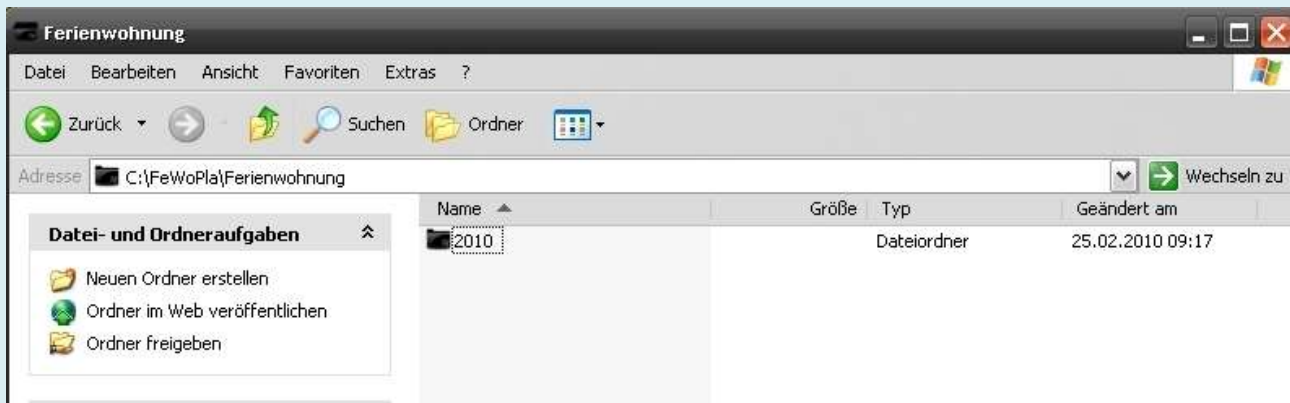 Ferienwohnung
Datei Bearbeiten Ansicht Favoriten Extras ?
Zurück Suchen Ordner
Adresse C:\FeWoPla\Ferienwohnung Wechseln zu
Name Größe Typ Geändert am
Datei- und Ordneraufgaben
2010 Dateiordner 25.02.2010 09:17
Neuen Ordner erstellen
Ordner im Web veröffentlichen
Ordner freigeben